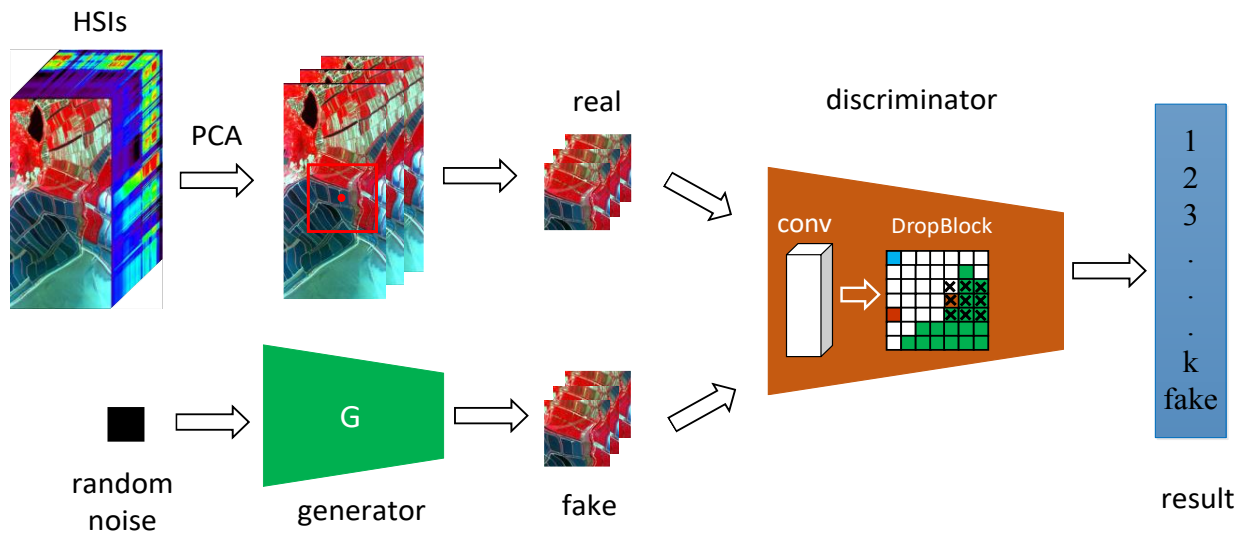 HSIs
PCA
real
discriminator
conv
DropBlock
1
2
3
.
.
.
k
fake
G
random
noise
generator
fake
result